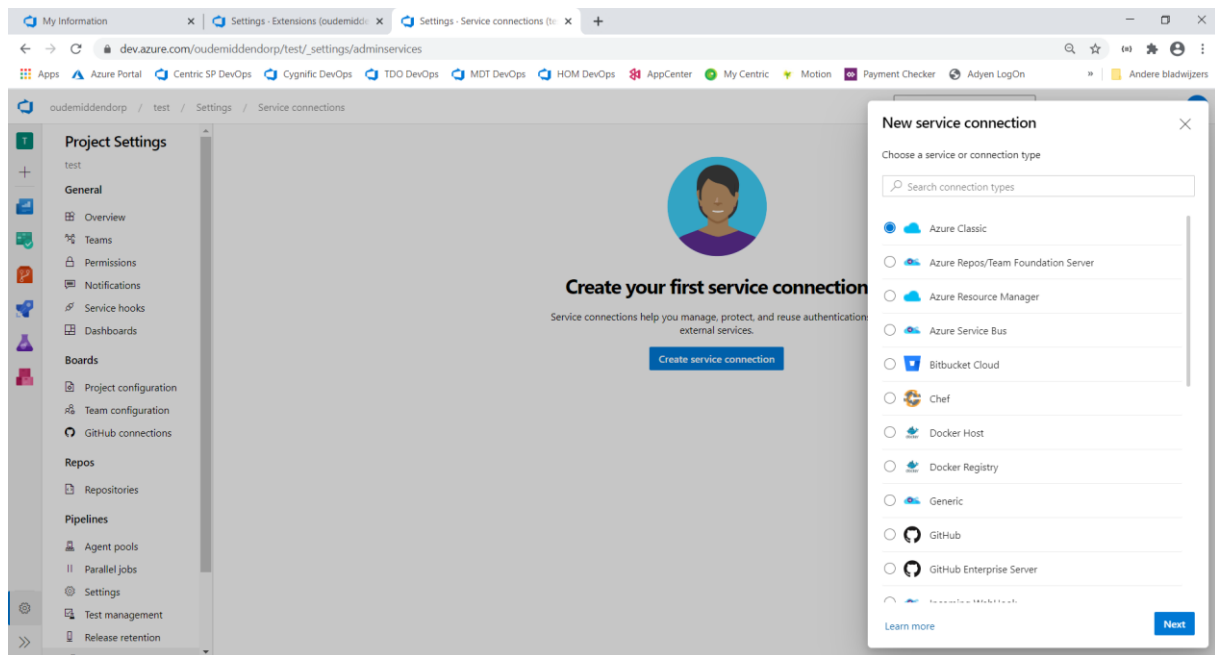 My Information
Settings - Extensions (oudemidde
Settings - Service connections (te
dev.azure.com/oudemiddendorp/test/_settings/adminservices
Apps
Azure Portal
Centric SP DevOps
Cygnific DevOps
TDO DevOps
MDT DevOps
HOM DevOps
AppCenter
My Centric
Motion
Payment Checker
Adyen LogOn
»
Andere bladwijzers
oudemiddendorp / test / Settings / Service connections
T
Project Settings
test
General
Overview
Teams
Permissions
Notifications
Service hooks
Dashboards
Boards
Project configuration
Team configuration
GitHub connections
Repos
Repositories
Pipelines
Agent pools
Parallel jobs
Settings
Test management
Release retention
Create your first service connection
Service connections help you manage, protect, and reuse authentications
external services.
Create service connection
New service connection
Choose a service or connection type
Search connection types
Azure Classic
Azure Repos/Team Foundation Server
Azure Resource Manager
Azure Service Bus
Bitbucket Cloud
Chef
Docker Host
Docker Registry
Generic
GitHub
GitHub Enterprise Server
Incoming WebHook
Learn more
Next